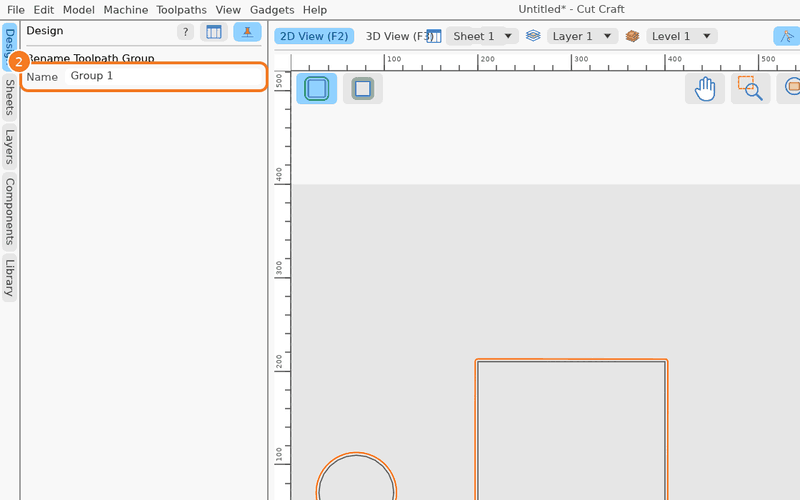 File Edit Model Machine Toolpaths View Gadgets Help
Untitled* - Cut Craft
Design
?
2D View (F2)
3D View (F3)
Sheet 1
Layer 1
Level 1
Rename Toolpath Group
2
Name Group 1
Design
Sheets
Layers
Components
Library
100
200
300
400
500
500
400
300
200
100